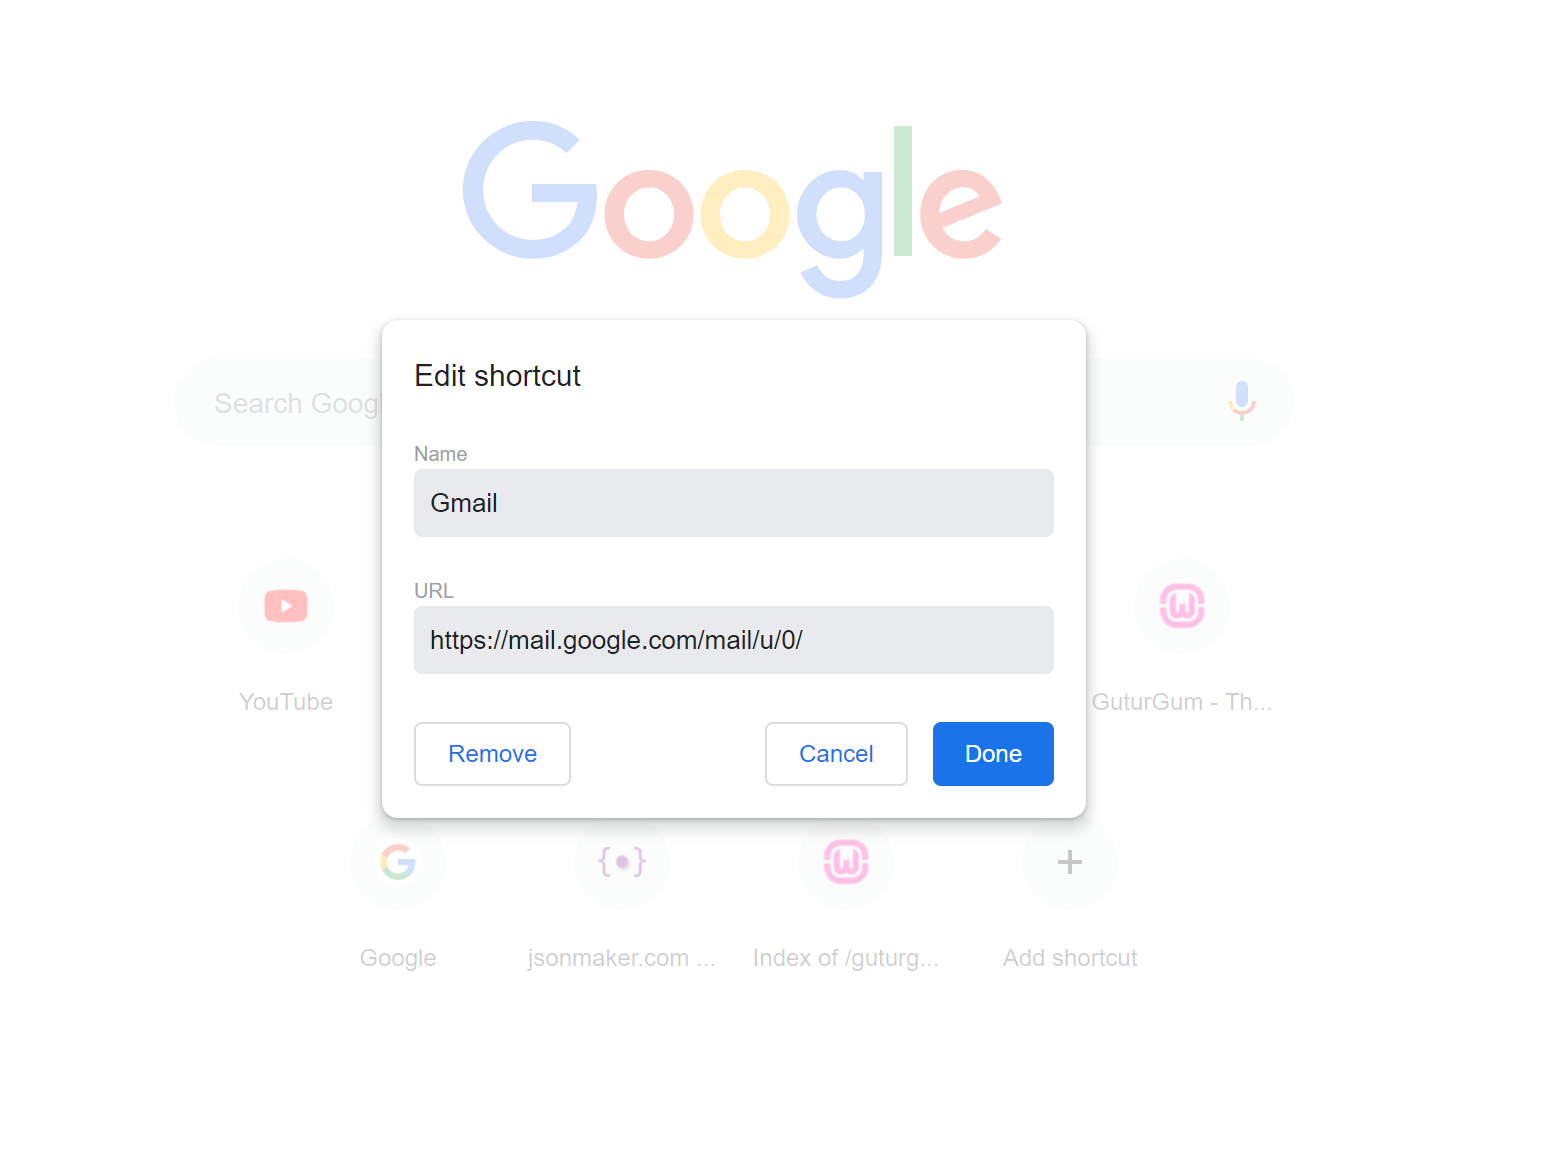 Google
Search Googl
Edit shortcut
Name
Gmail
URL
https://mail.google.com/mail/u/0/
Remove
Cancel
Done
YouTube
GuturGum - Th...
Google
jsonmaker.com ...
Index of /guturg...
Add shortcut